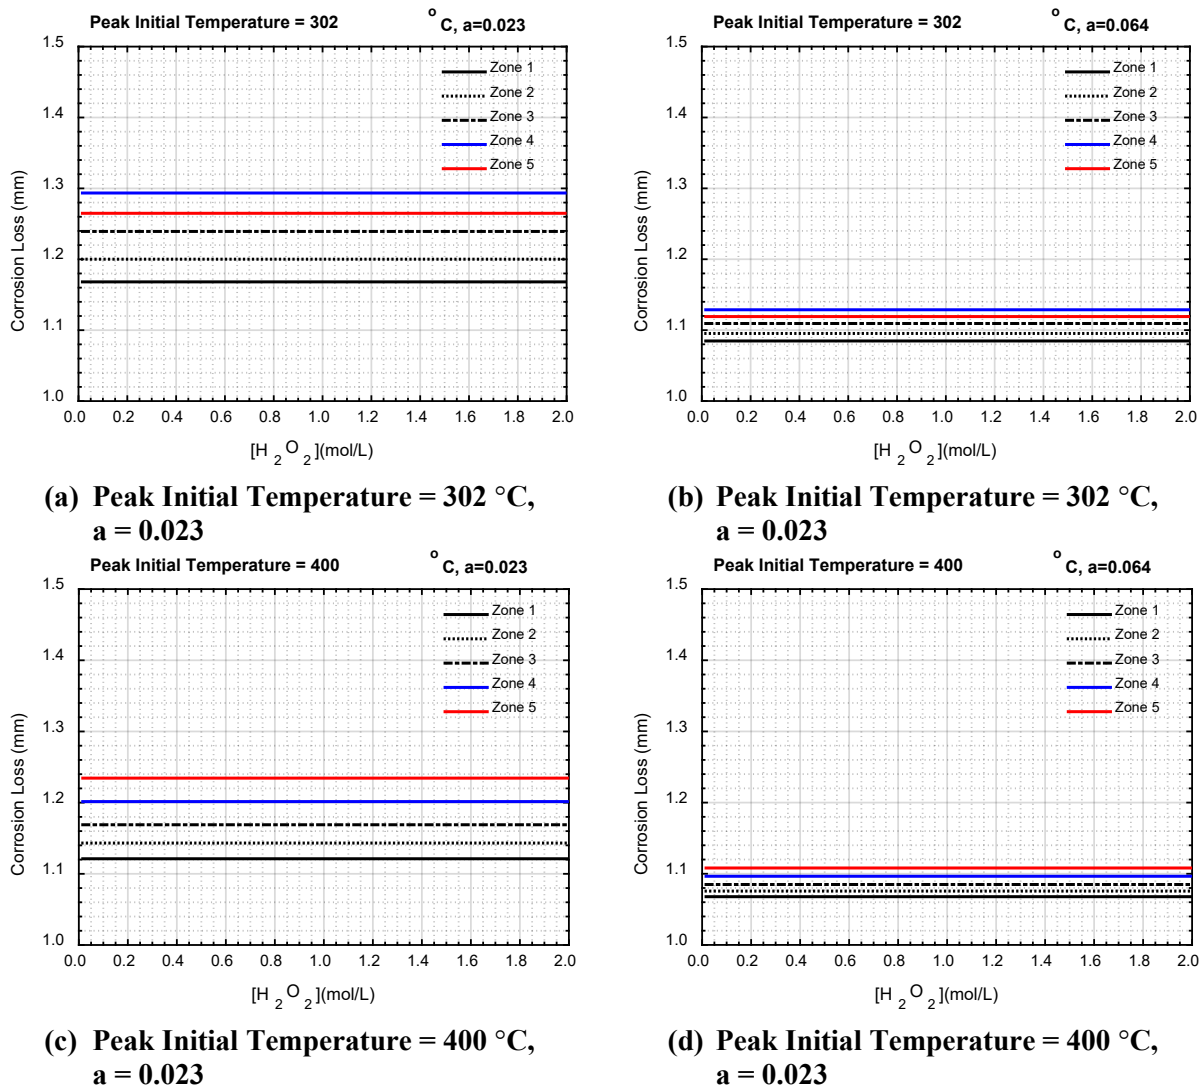 Peak Initial Temperature = 302 °C, a=0.023
1.5
1.4
1.3
1.2
1.1
1.0
Corrosion Loss (mm)
Zone 1
Zone 2
Zone 3
Zone 4
Zone 5
0.0 0.2 0.4 0.6 0.8 1.0 1.2 1.4 1.6 1.8 2.0
[H2O2](mol/L)
(a) Peak Initial Temperature = 302 °C,
a = 0.023
Peak Initial Temperature = 302 °C, a=0.064
1.5
1.4
1.3
1.2
1.1
1.0
Corrosion Loss (mm)
Zone 1
Zone 2
Zone 3
Zone 4
Zone 5
0.0 0.2 0.4 0.6 0.8 1.0 1.2 1.4 1.6 1.8 2.0
[H2O2](mol/L)
(b) Peak Initial Temperature = 302 °C,
a = 0.023
Peak Initial Temperature = 400 °C, a=0.023
1.5
1.4
1.3
1.2
1.1
1.0
Corrosion Loss (mm)
Zone 1
Zone 2
Zone 3
Zone 4
Zone 5
0.0 0.2 0.4 0.6 0.8 1.0 1.2 1.4 1.6 1.8 2.0
[H2O2](mol/L)
(c) Peak Initial Temperature = 400 °C,
a = 0.023
Peak Initial Temperature = 400 °C, a=0.064
1.5
1.4
1.3
1.2
1.1
1.0
Corrosion Loss (mm)
Zone 1
Zone 2
Zone 3
Zone 4
Zone 5
0.0 0.2 0.4 0.6 0.8 1.0 1.2 1.4 1.6 1.8 2.0
[H2O2](mol/L)
(d) Peak Initial Temperature = 400 °C,
a = 0.023